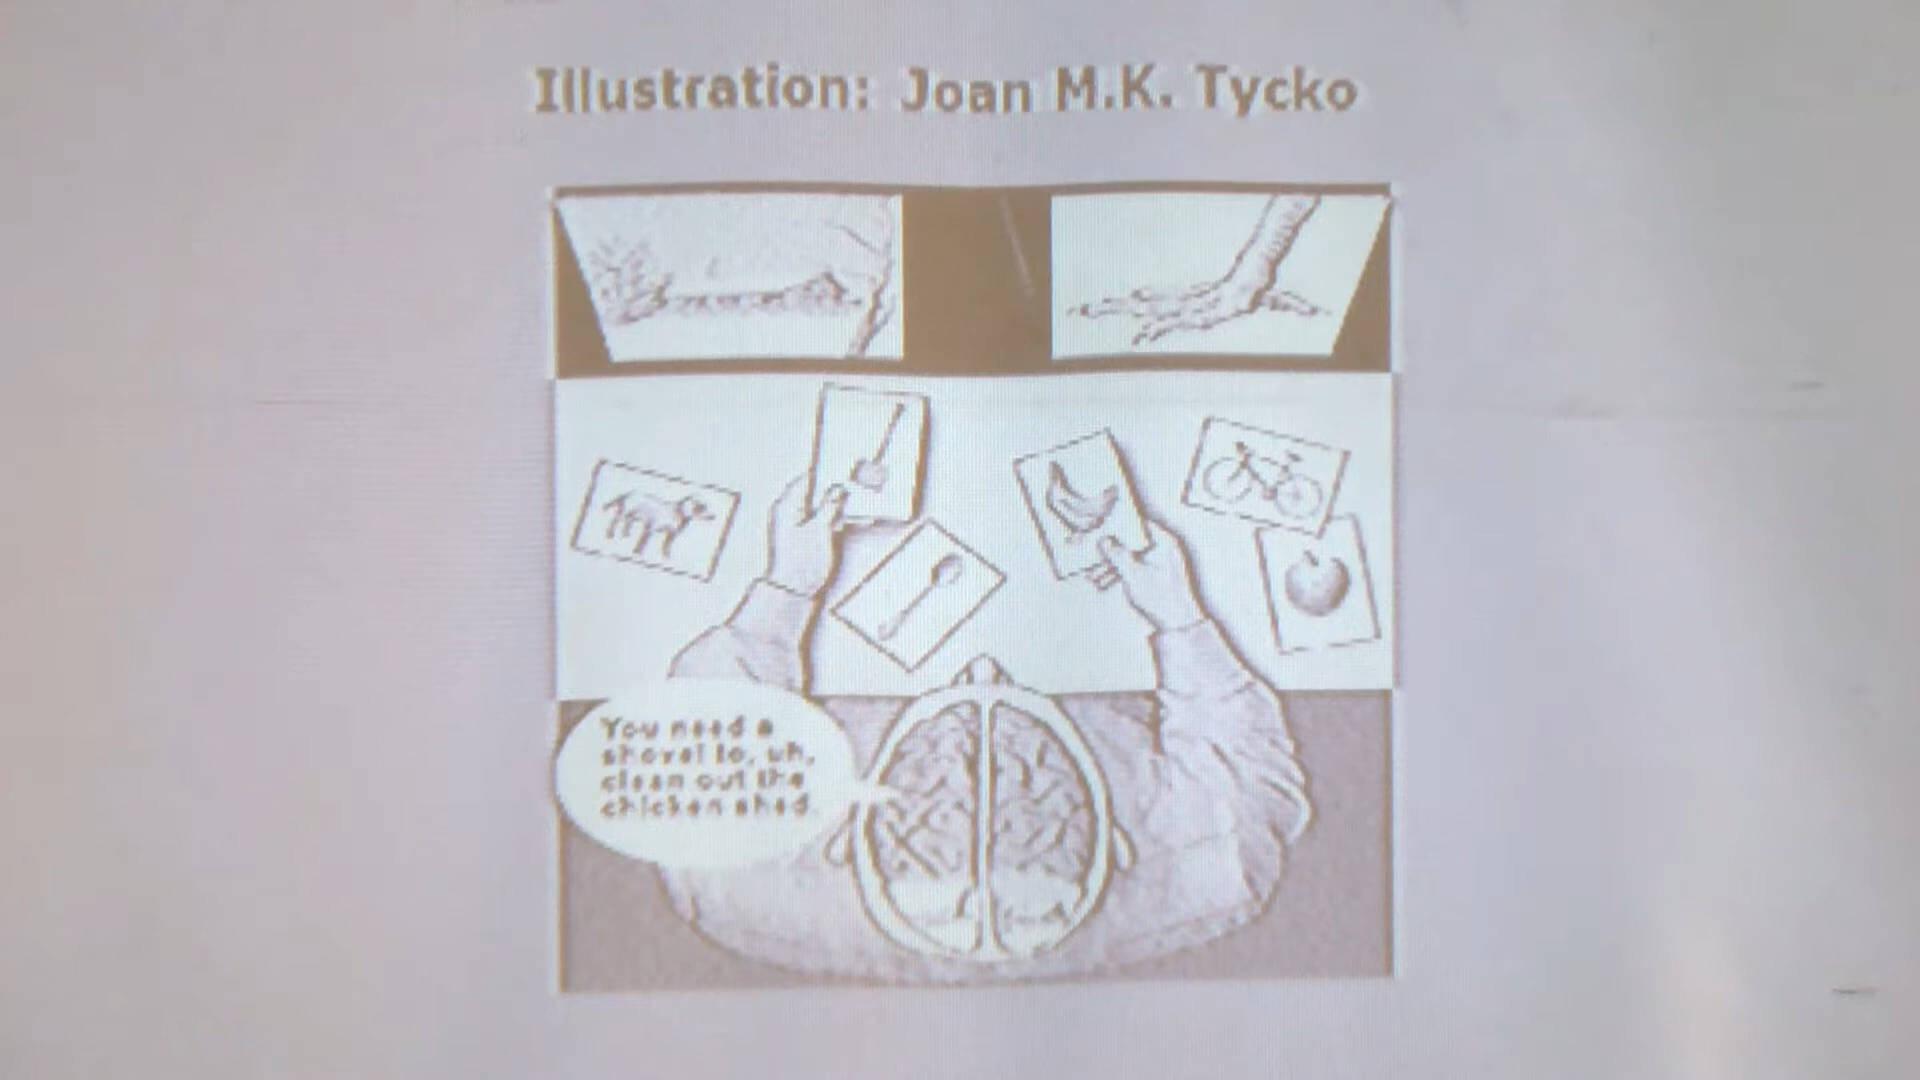 Illustration: Joan M.K. Tycko
You need a
shovel to, uh,
clean out the
chicken shed.